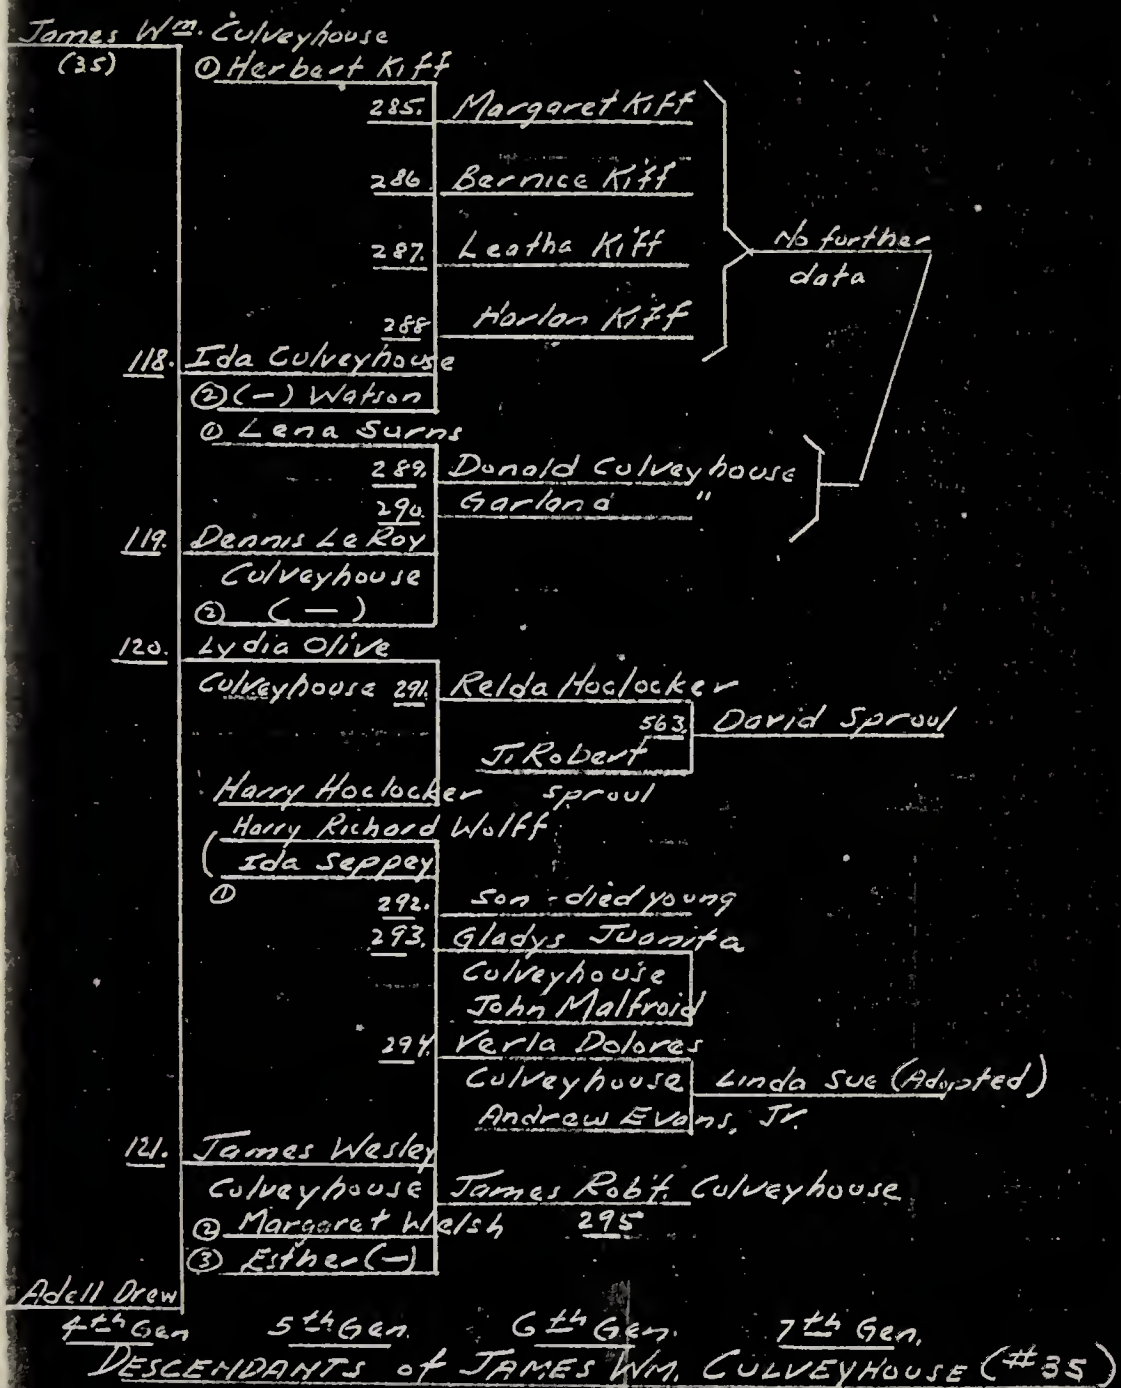 James Wm. Culveyhouse
(35)
① Herbert Kiff
285. Margaret Kiff
286 Bernice Kiff
287. Leatha Kiff
No further
data
288 Harlan Kiff
118. Ida Culveyhouse
② (—) Watson
① Lena Surns
289. Donald Culveyhouse
290. Garland "
119. Dennis LeRoy
Culveyhouse
② (—)
120. Lydia Olive
Culveyhouse 291. Relda Hoclocker
563. David Sproul
J. Robert
Harry Hoclocker Sproul
Harry Richard Wolff
( Ida Seppey
①
292. Son - died young
293. Gladys Juanita
Culveyhouse
John Malfroid
294. Verla Dolores
Culveyhouse Linda Sue (Adopted)
Andrew Evans, Jr.
121. James Wesley
Culveyhouse James Robt. Culveyhouse
② Margaret Welsh 295
③ Esther (—)
Adell Drew
4th Gen 5th Gen. 6th Gen. 7th Gen.
DESCENDANTS of JAMES WM. CULVEYHOUSE (#35)